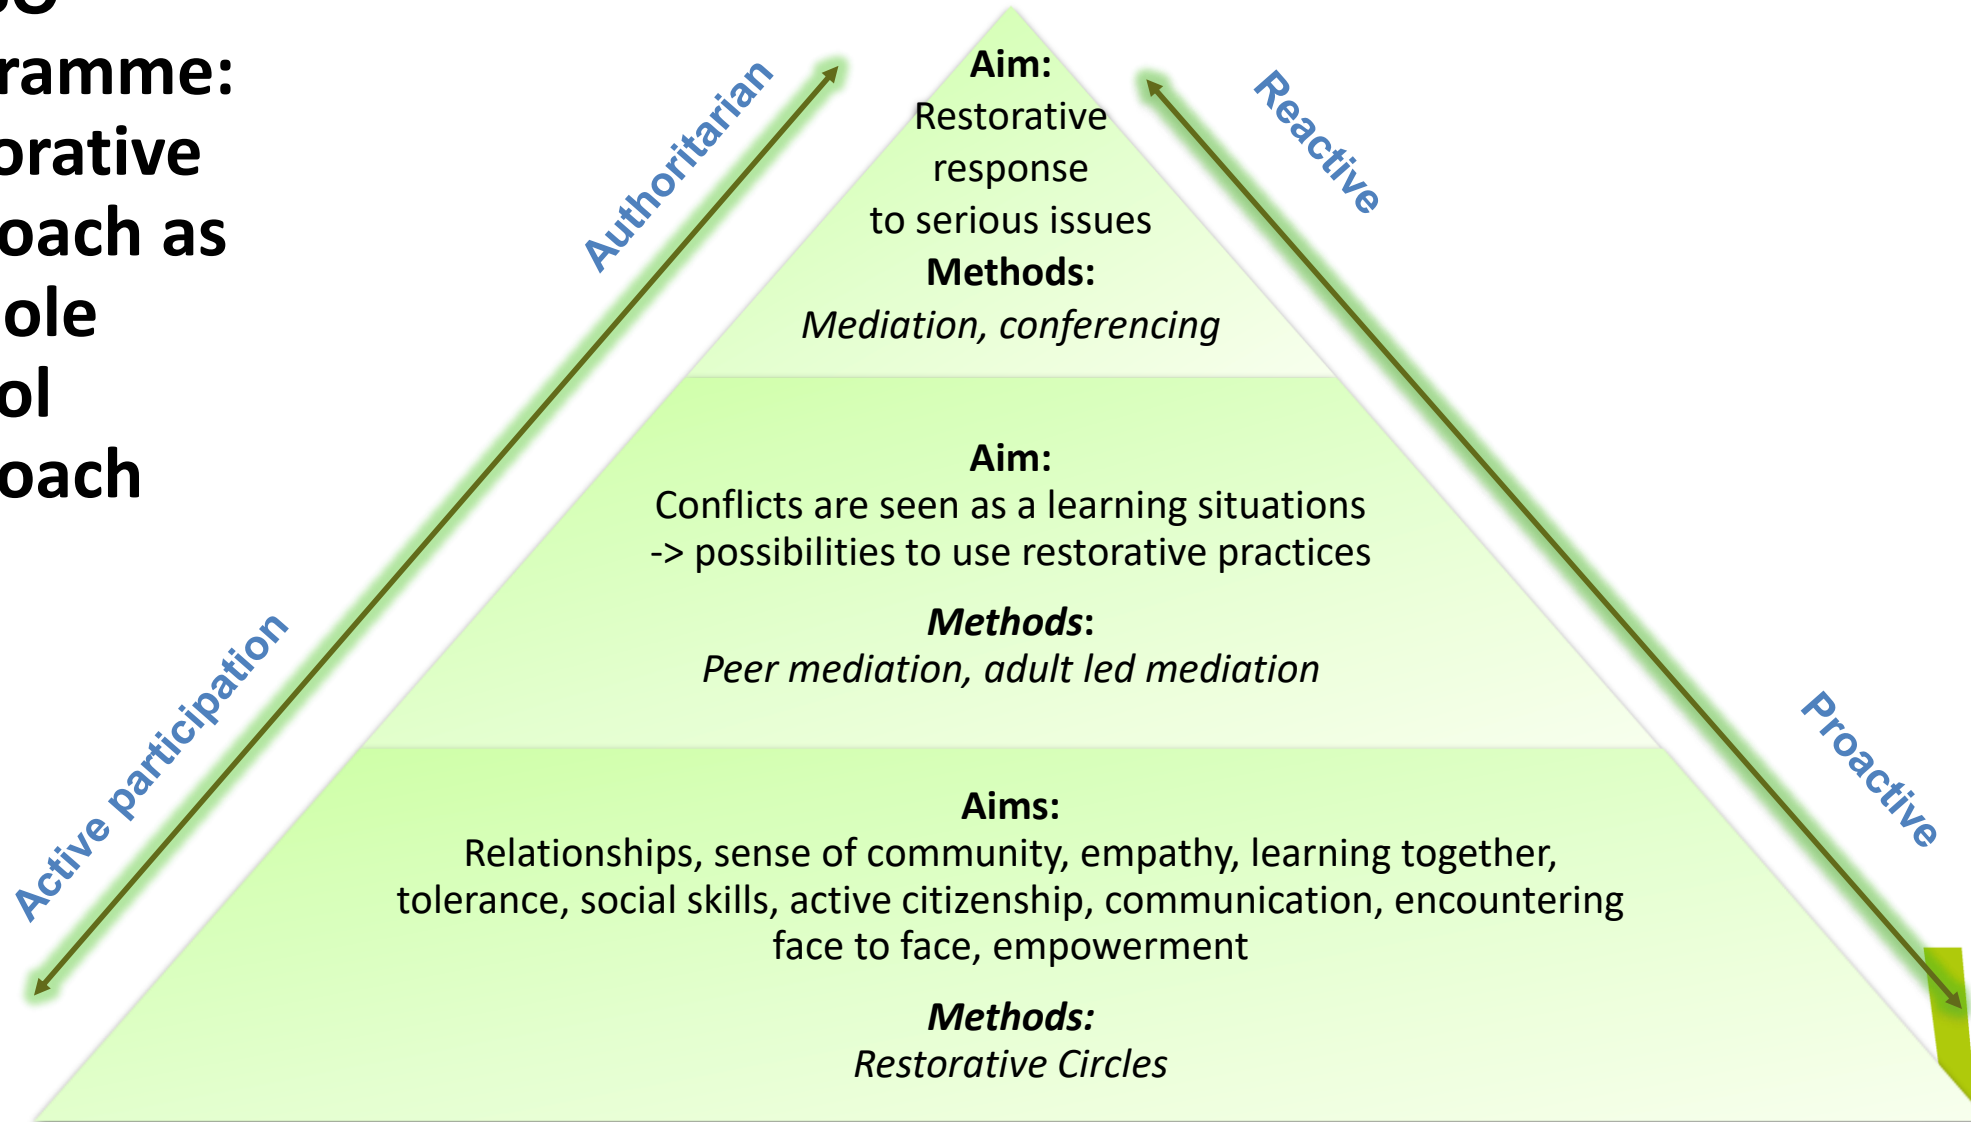 ramme:
orative
oach as
ole
ol
oach
Authoritarian
Active participation
Reactive
Proactive
Aim:
Restorative
response
to serious issues
Methods:
Mediation, conferencing
Aim:
Conflicts are seen as a learning situations
-> possibilities to use restorative practices
Methods:
Peer mediation, adult led mediation
Aims:
Relationships, sense of community, empathy, learning together,
tolerance, social skills, active citizenship, communication, encountering
face to face, empowerment
Methods:
Restorative Circles